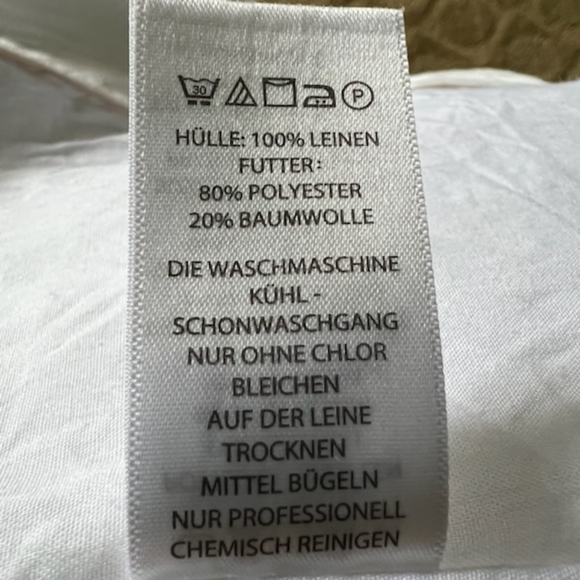 30 P
HÜLLE: 100% LEINEN
FUTTER:
80% POLYESTER
20% BAUMWOLLE
DIE WASCHMASCHINE
KÜHL -
SCHONWASCHGANG
NUR OHNE CHLOR
BLEICHEN
AUF DER LEINE
TROCKNEN
MITTEL BÜGELN
NUR PROFESSIONELL
CHEMISCH REINIGEN